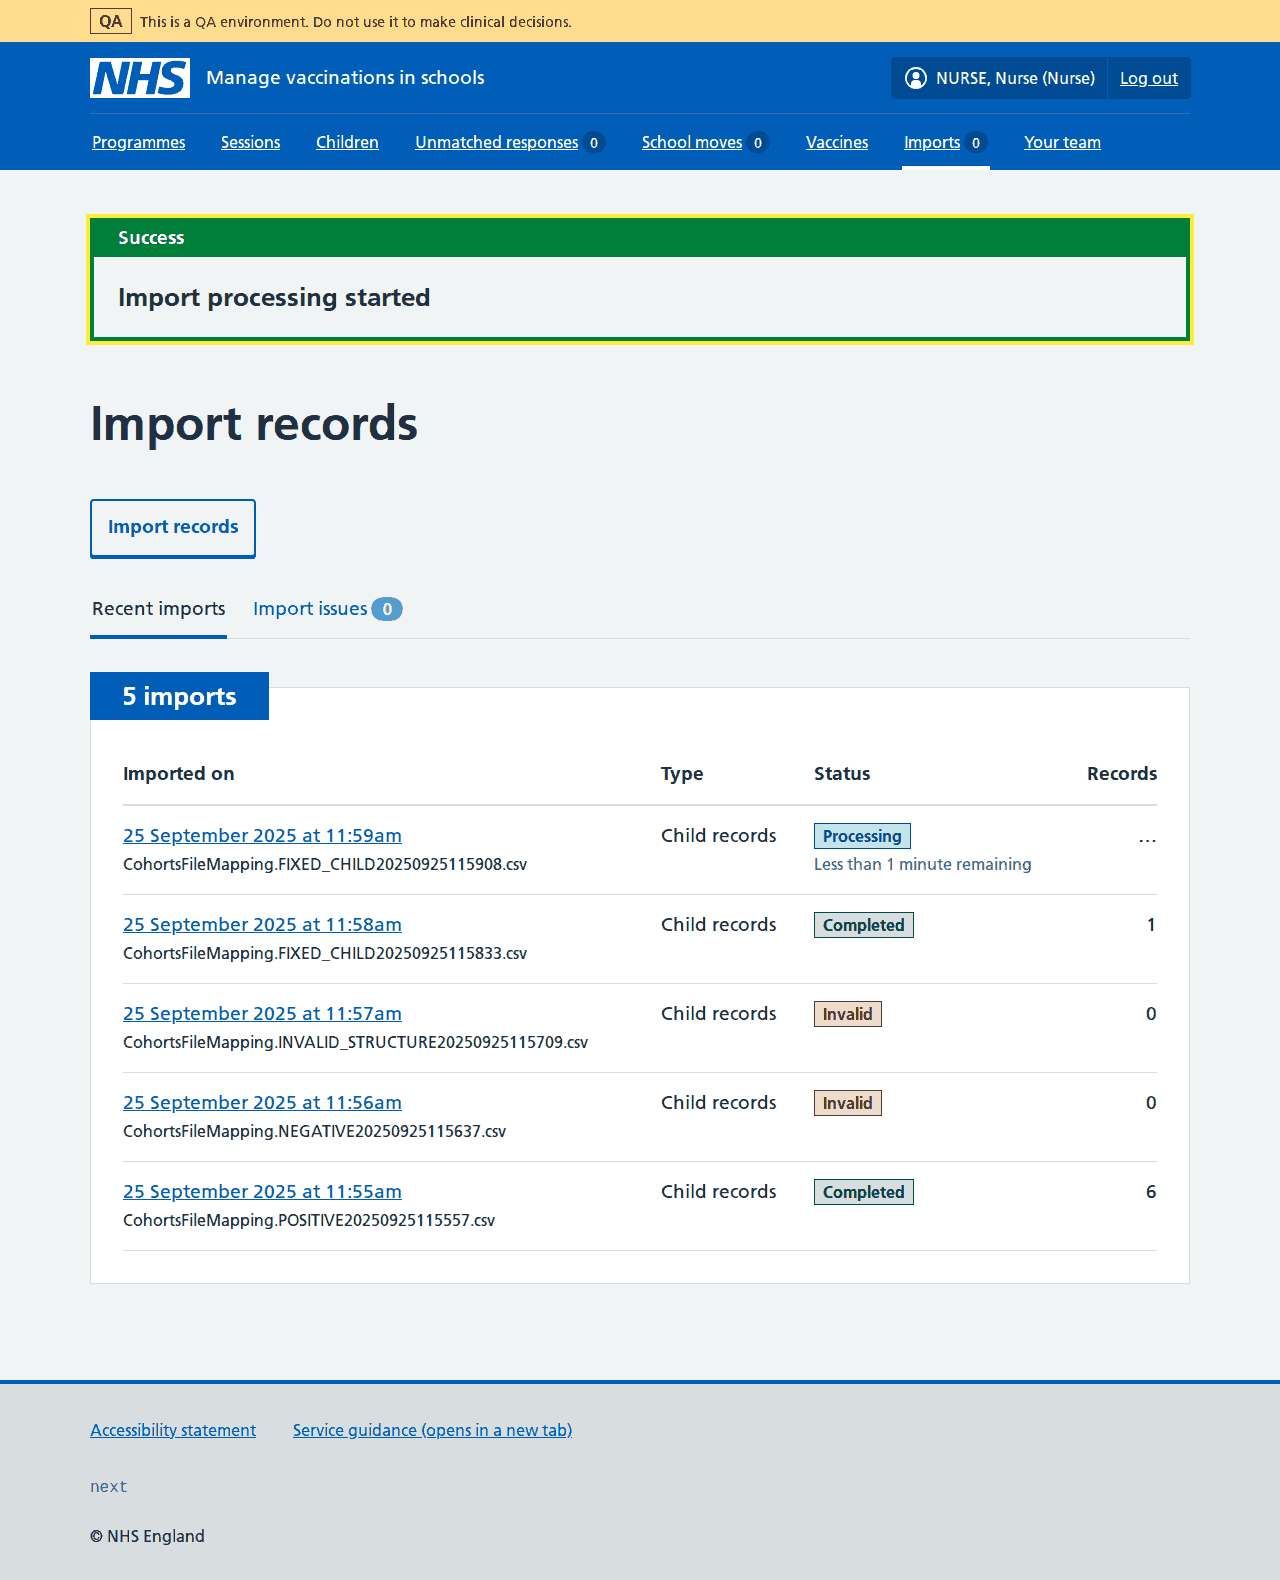 QA This is a QA environment. Do not use it to make clinical decisions.
NHS Manage vaccinations in schools NURSE, Nurse (Nurse) Log out
Programmes Sessions Children Unmatched responses 0 School moves 0 Vaccines Imports 0 Your team
Success
Import processing started
Import records
Import records
Recent imports Import issues 0
5 imports
Imported on Type Status Records
25 September 2025 at 11:59am Child records Processing ...
CohortsFileMapping.FIXED_CHILD20250925115908.csv Less than 1 minute remaining
25 September 2025 at 11:58am Child records Completed 1
CohortsFileMapping.FIXED_CHILD20250925115833.csv
25 September 2025 at 11:57am Child records Invalid 0
CohortsFileMapping.INVALID_STRUCTURE20250925115709.csv
25 September 2025 at 11:56am Child records Invalid 0
CohortsFileMapping.NEGATIVE20250925115637.csv
25 September 2025 at 11:55am Child records Completed 6
CohortsFileMapping.POSITIVE20250925115557.csv
Accessibility statement Service guidance (opens in a new tab)
next
© NHS England